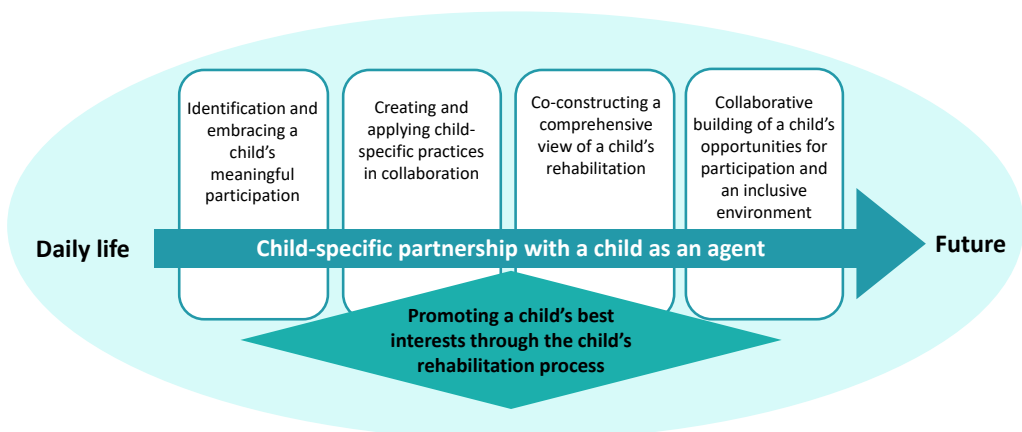 Identification and
embracing a
child's
meaningful
participation
Creating and
applying child-
specific practices
in collaboration
Co-constructing a
comprehensive
view of a child's
rehabilitation
Collaborative
building of a child's
opportunities for
participation and
an inclusive
environment
Daily life
Child-specific partnership with a child as an agent
Future
Promoting a child's best
interests through the child's
rehabilitation process